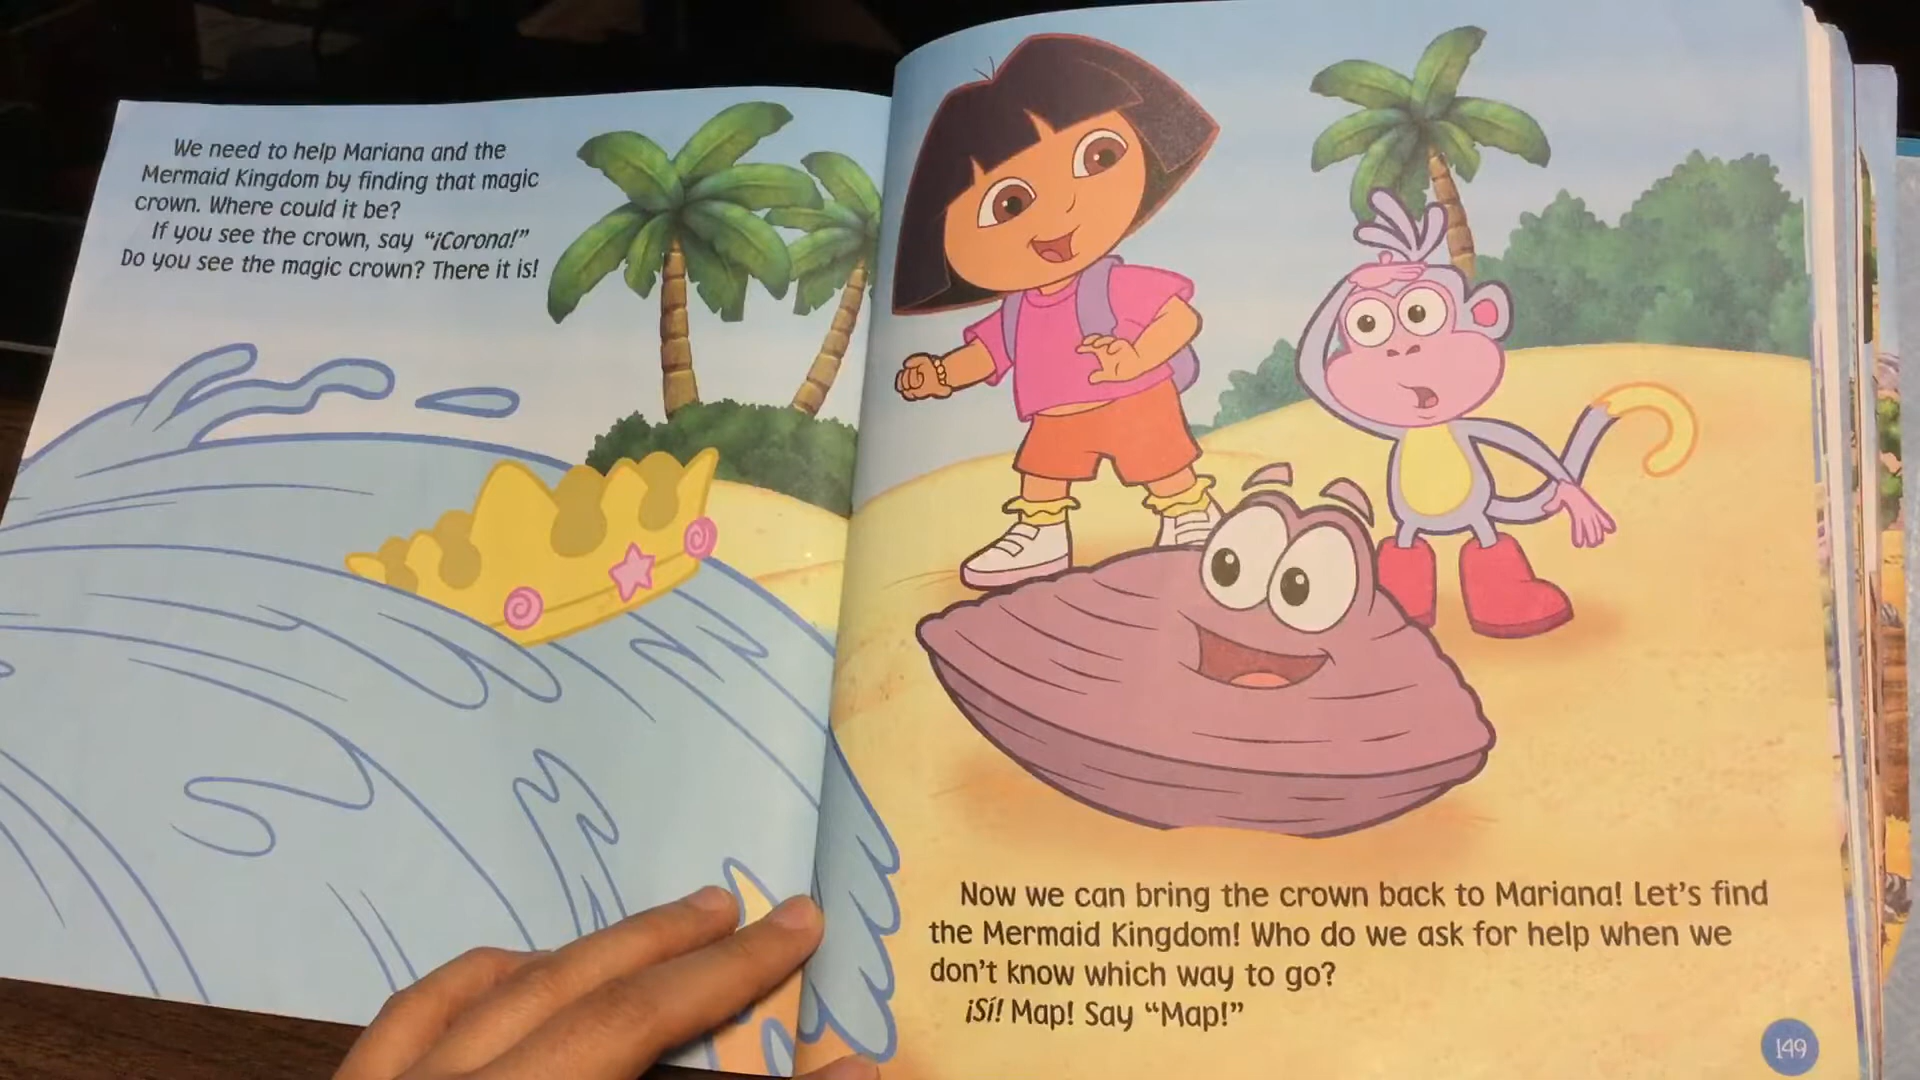 We need to help Mariana and the
Mermaid Kingdom by finding that magic
crown. Where could it be?
If you see the crown, say “¡Corona!”
Do you see the magic crown? There it is!
Now we can bring the crown back to Mariana! Let’s find
the Mermaid Kingdom! Who do we ask for help when we
don’t know which way to go?
¡Sí! Map! Say “Map!”
149